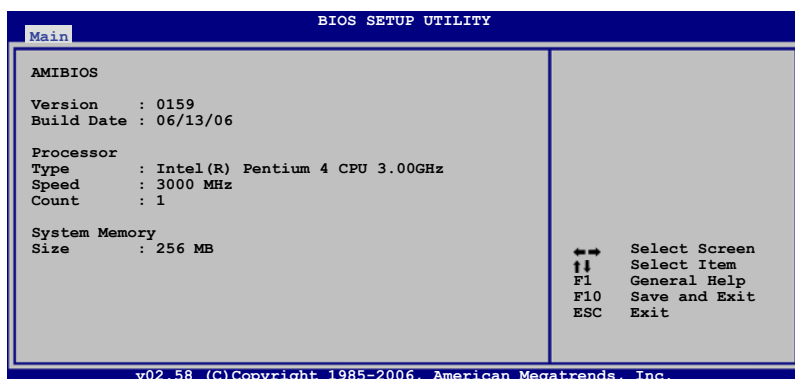 BIOS SETUP UTILITY
Main
AMIBIOS
Version : 0159
Build Date : 06/13/06
Processor
Type : Intel(R) Pentium 4 CPU 3.00GHz
Speed : 3000 MHz
Count : 1
System Memory
Size : 256 MB
←→ Select Screen
↑↓ Select Item
F1 General Help
F10 Save and Exit
ESC Exit
v02.58 (C)Copyright 1985-2006, American Megatrends, Inc.